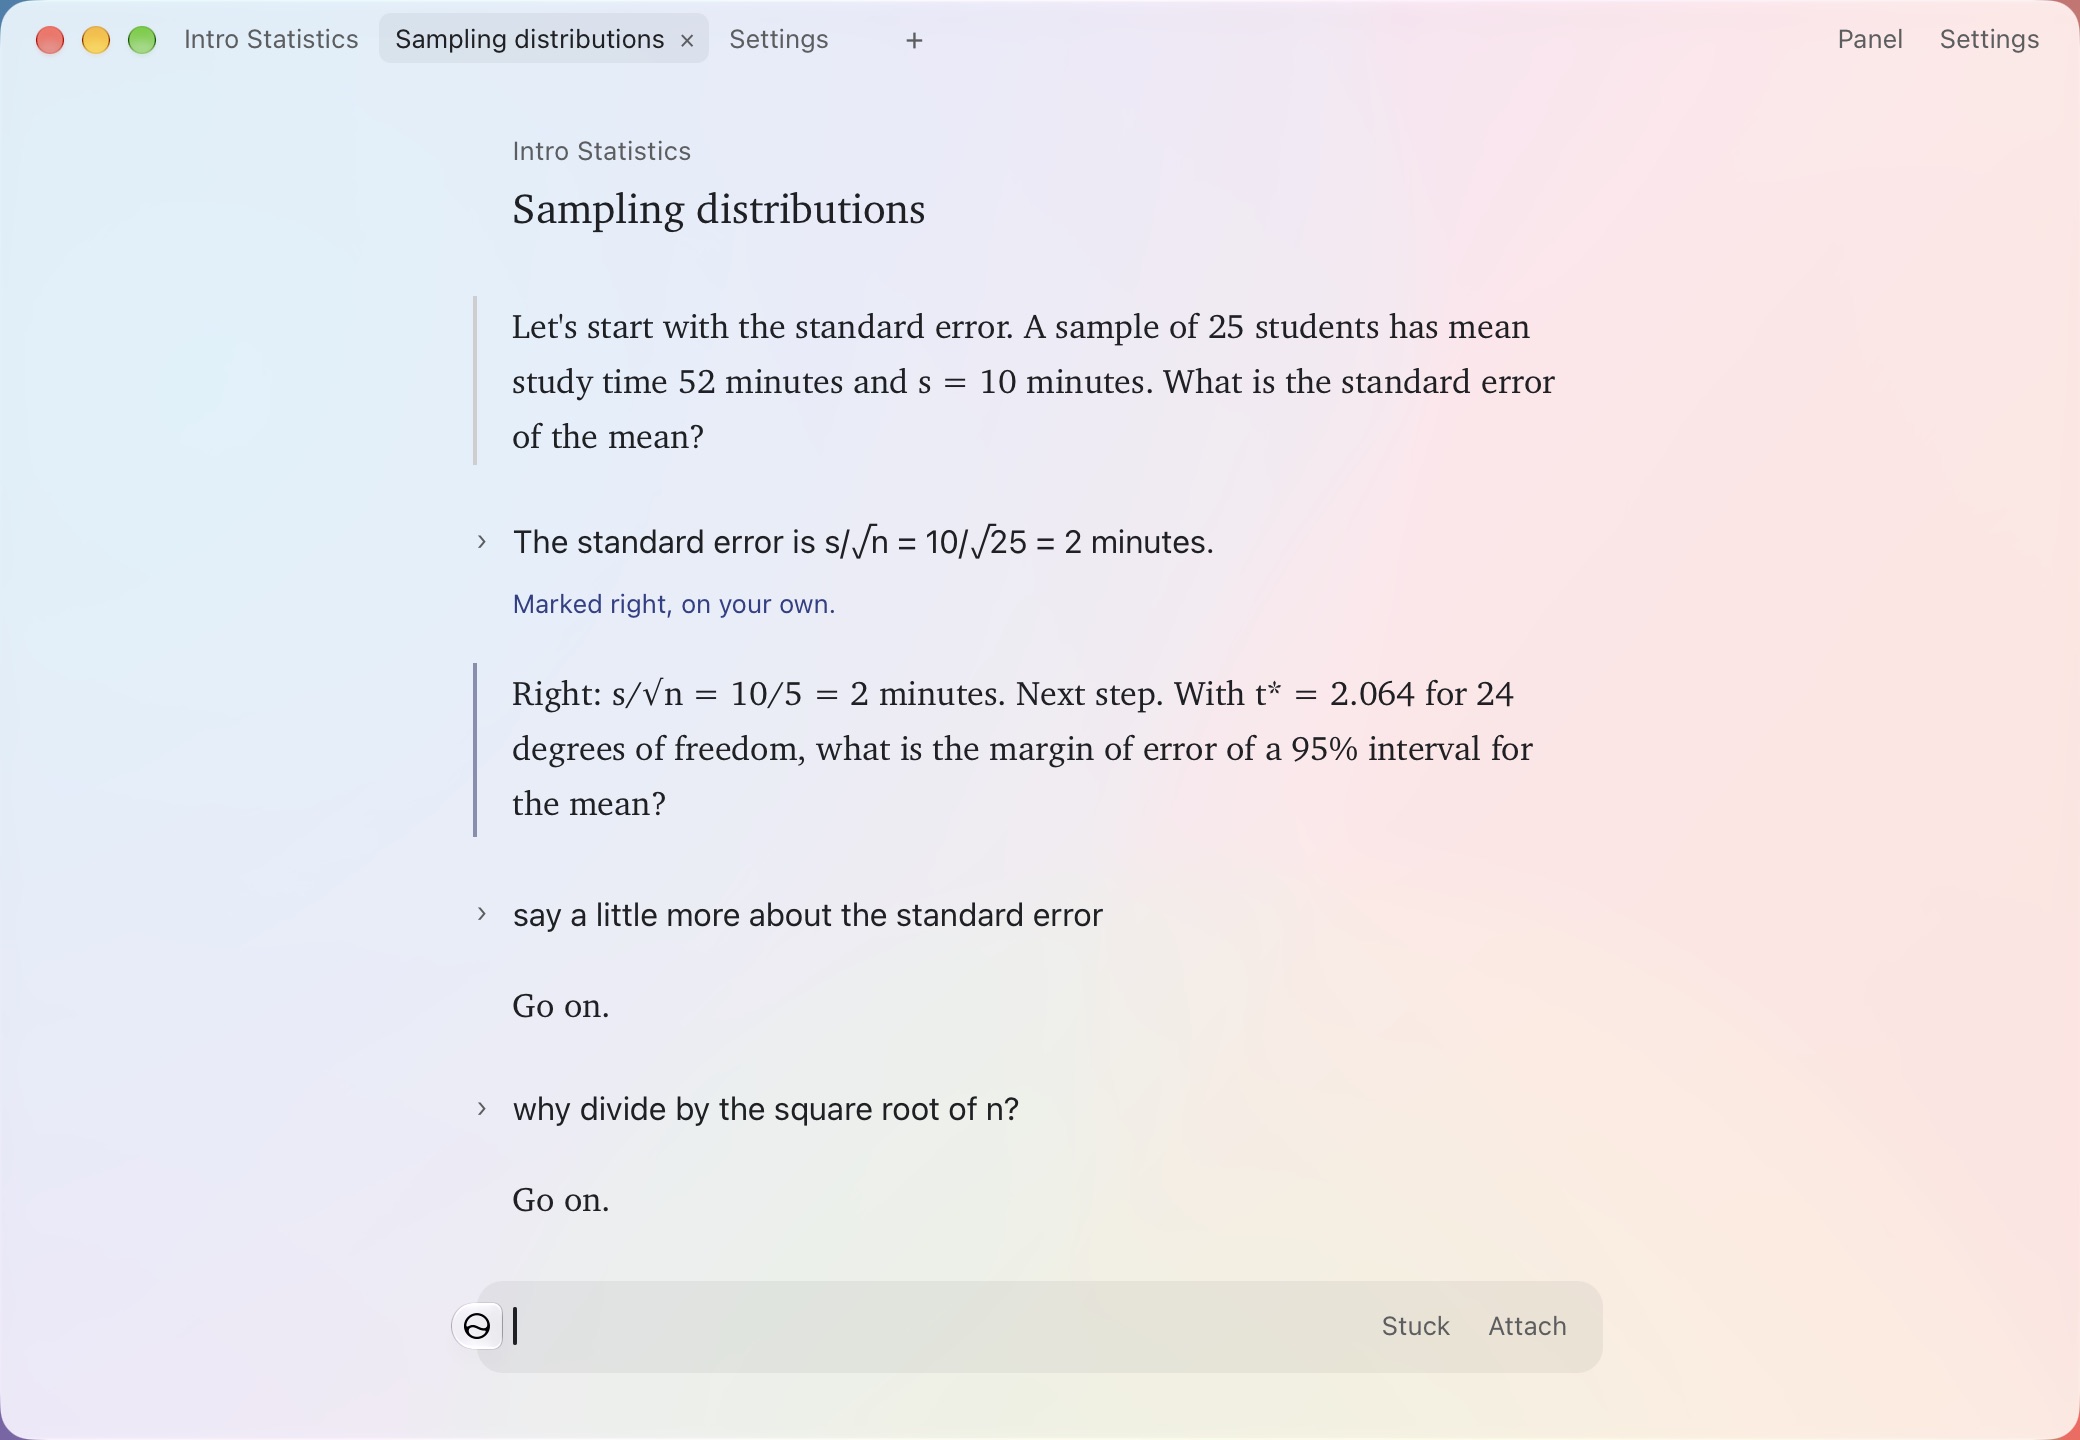 Intro Statistics
Sampling distributions ×
Settings
+
Panel
Settings
Intro Statistics
Sampling distributions
Let's start with the standard error. A sample of 25 students has mean
study time 52 minutes and s = 10 minutes. What is the standard error
of the mean?
› The standard error is s/√n = 10/√25 = 2 minutes.
Marked right, on your own.
Right: s/√n = 10/5 = 2 minutes. Next step. With t* = 2.064 for 24
degrees of freedom, what is the margin of error of a 95% interval for
the mean?
› say a little more about the standard error
Go on.
› why divide by the square root of n?
Go on.
Stuck
Attach